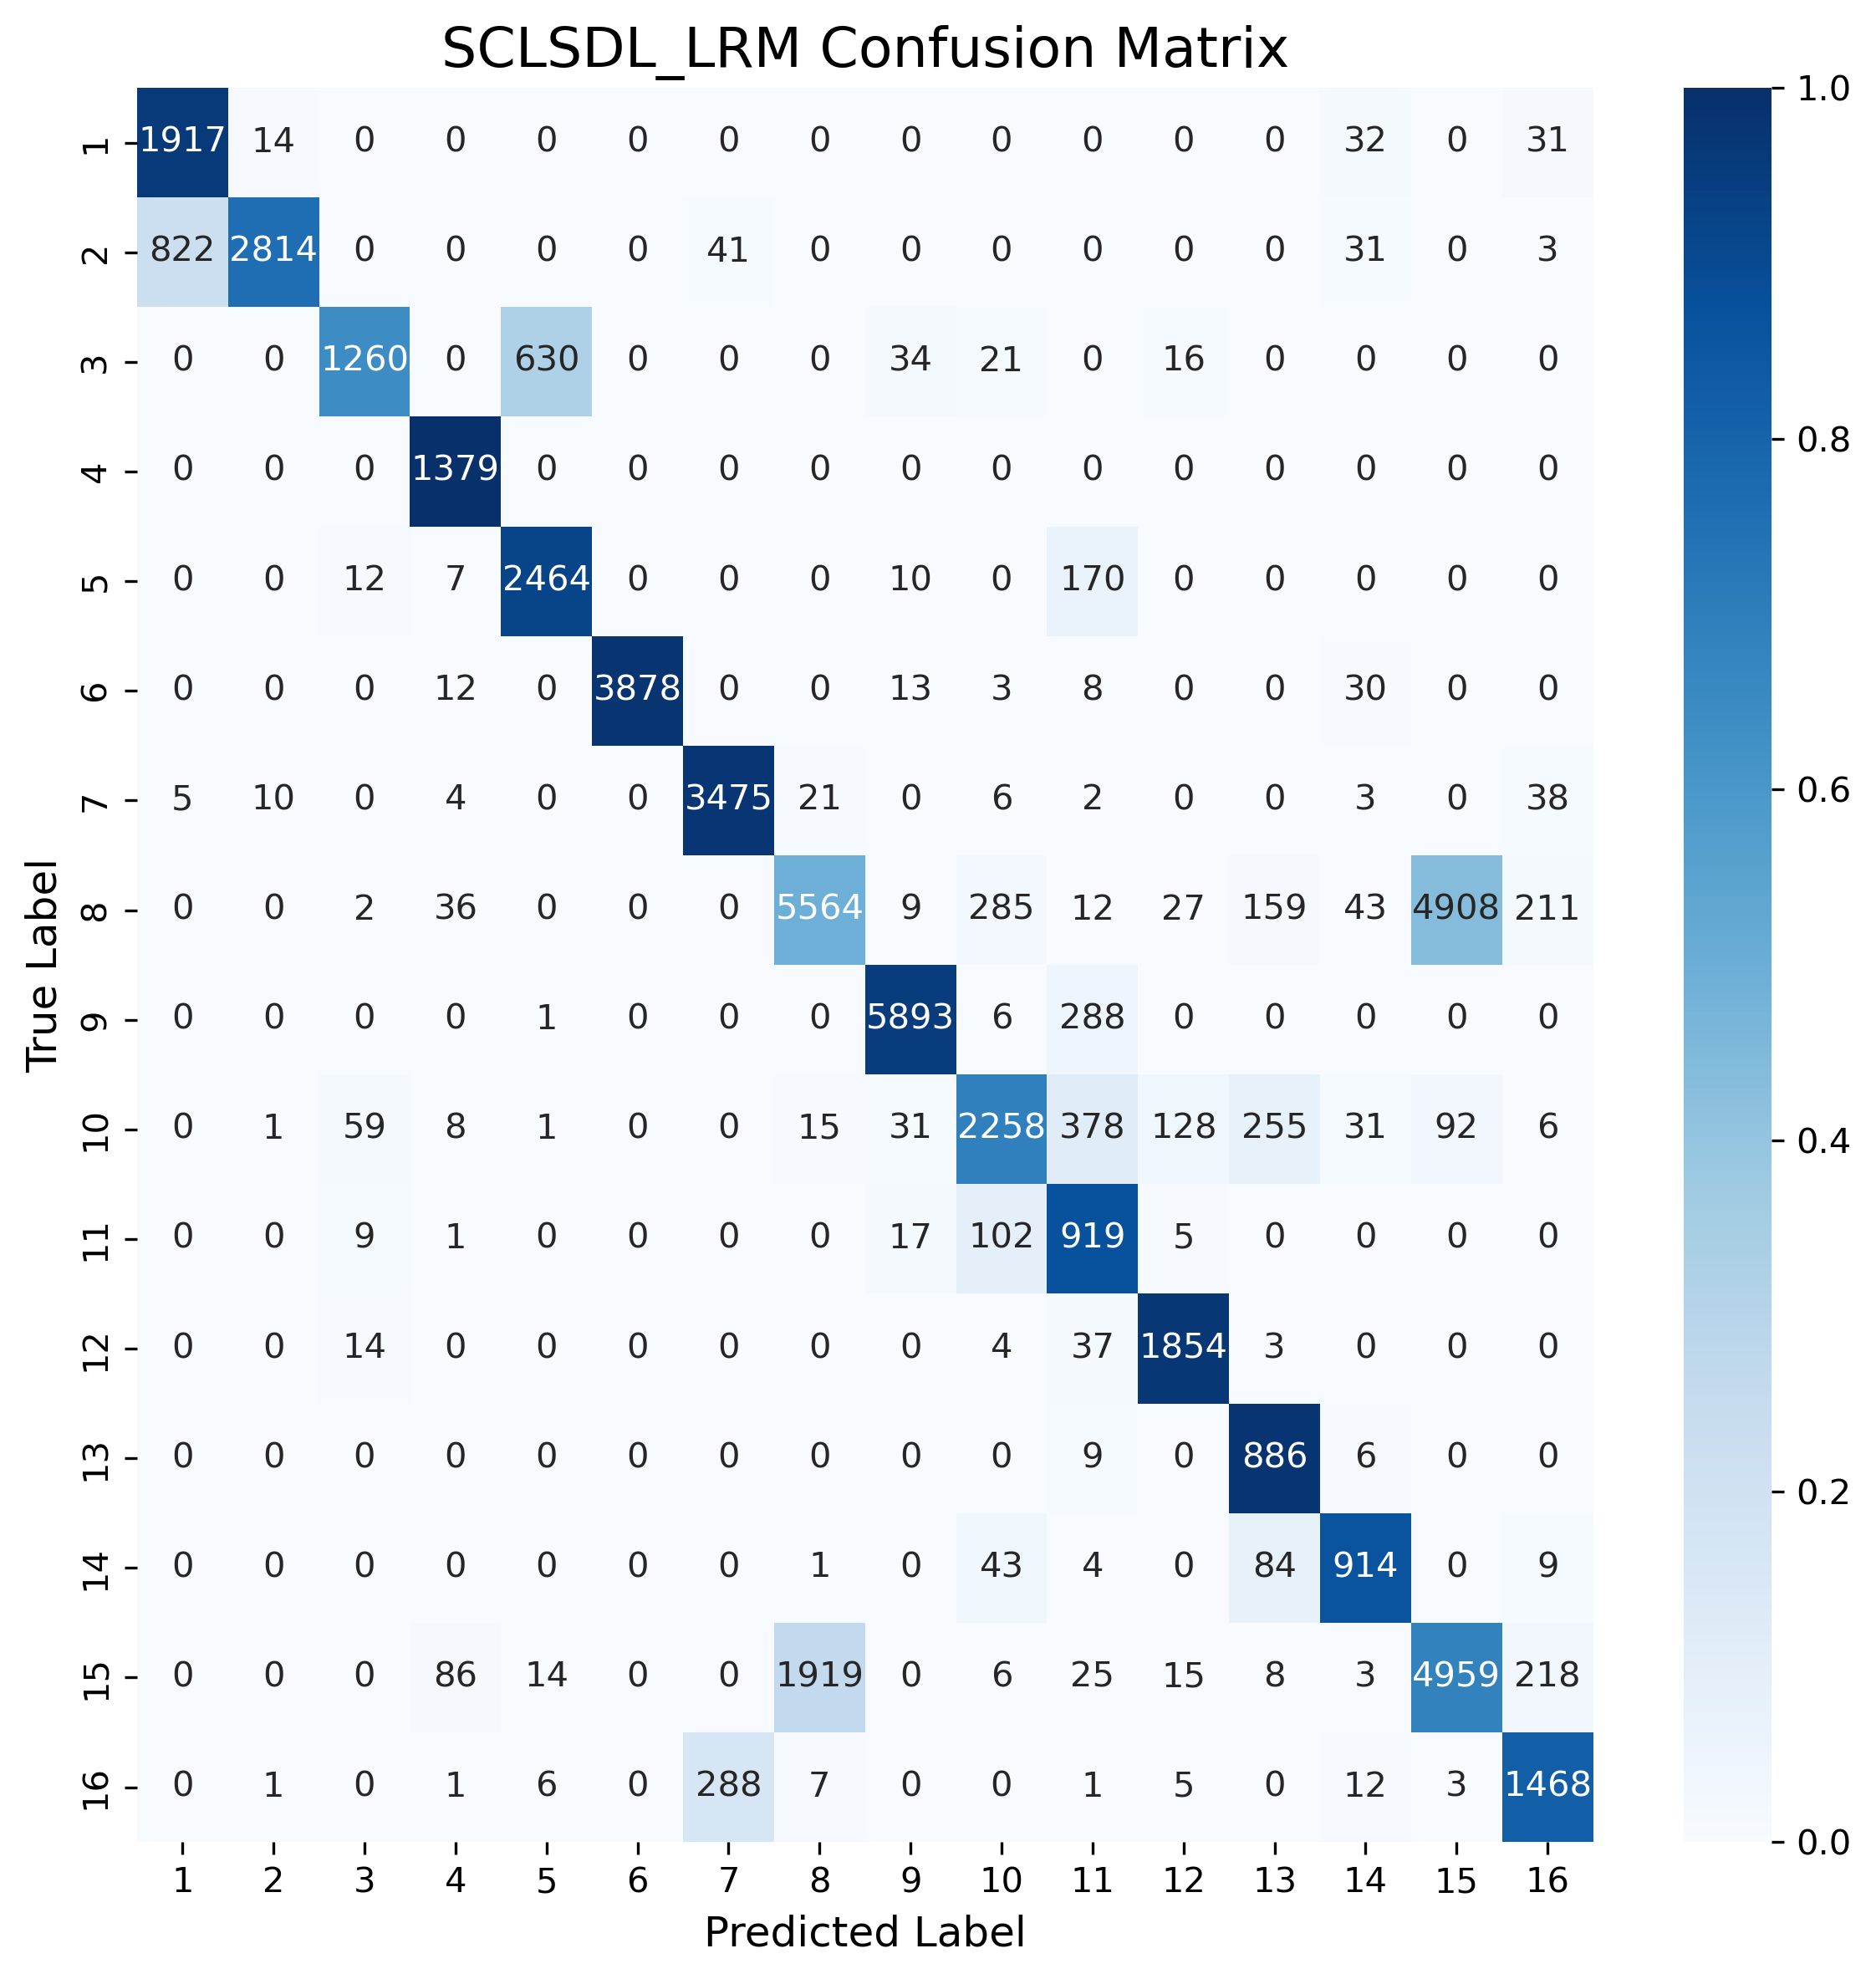 SCLSDL_LRM Confusion Matrix
1 1917 14 0 0 0 0 0 0 0 0 0 0 0 32 0 31
2 822 2814 0 0 0 0 41 0 0 0 0 0 0 31 0 3
3 0 0 1260 0 630 0 0 0 34 21 0 16 0 0 0 0
4 0 0 0 1379 0 0 0 0 0 0 0 0 0 0 0 0
5 0 0 12 7 2464 0 0 0 10 0 170 0 0 0 0 0
6 0 0 0 12 0 3878 0 0 13 3 8 0 0 30 0 0
7 5 10 0 4 0 0 3475 21 0 6 2 0 0 3 0 38
8 0 0 2 36 0 0 0 5564 9 285 12 27 159 43 4908 211
9 0 0 0 0 1 0 0 0 5893 6 288 0 0 0 0 0
10 0 1 59 8 1 0 0 15 31 2258 378 128 255 31 92 6
11 0 0 9 1 0 0 0 0 17 102 919 5 0 0 0 0
12 0 0 14 0 0 0 0 0 0 4 37 1854 3 0 0 0
13 0 0 0 0 0 0 0 0 0 0 9 0 886 6 0 0
14 0 0 0 0 0 0 0 1 0 43 4 0 84 914 0 9
15 0 0 0 86 14 0 0 1919 0 6 25 15 8 3 4959 218
16 0 1 0 1 6 0 288 7 0 0 1 5 0 12 3 1468
1 2 3 4 5 6 7 8 9 10 11 12 13 14 15 16
Predicted Label
True Label
1.0
0.8
0.6
0.4
0.2
0.0